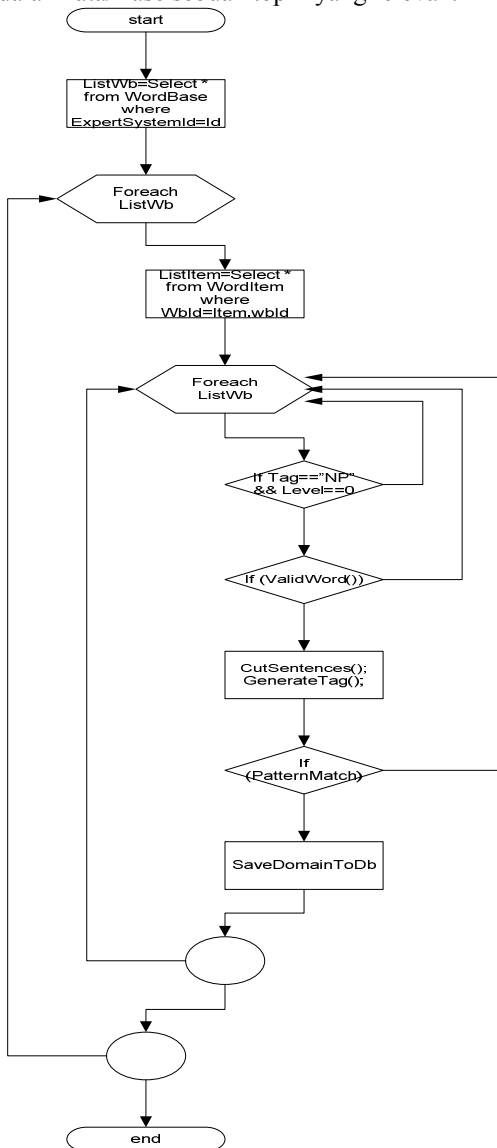 start
ListWb=Select *
from WordBase
where
ExpertSystemId=Id
Foreach
ListWb
ListItem=Select *
from WordItem
where
WbId=Item.wbId
Foreach
ListWb
If Tag=="NP"
&& Level==0
If (ValidWord())
CutSentences();
GenerateTag();
If
(PatternMatch)
SaveDomainToDb
end